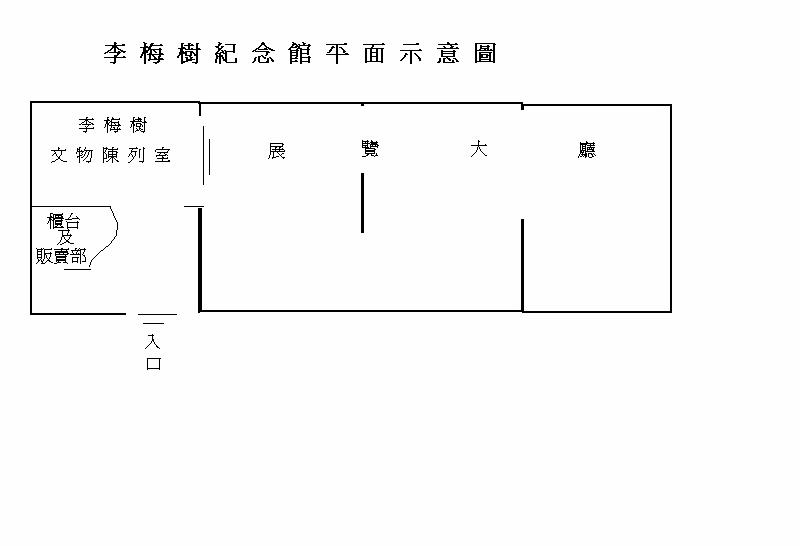 李梅樹紀念館平面示意圖
李梅樹
文物陳列室
展覽大廳
櫃台
及
販賣部
入
口